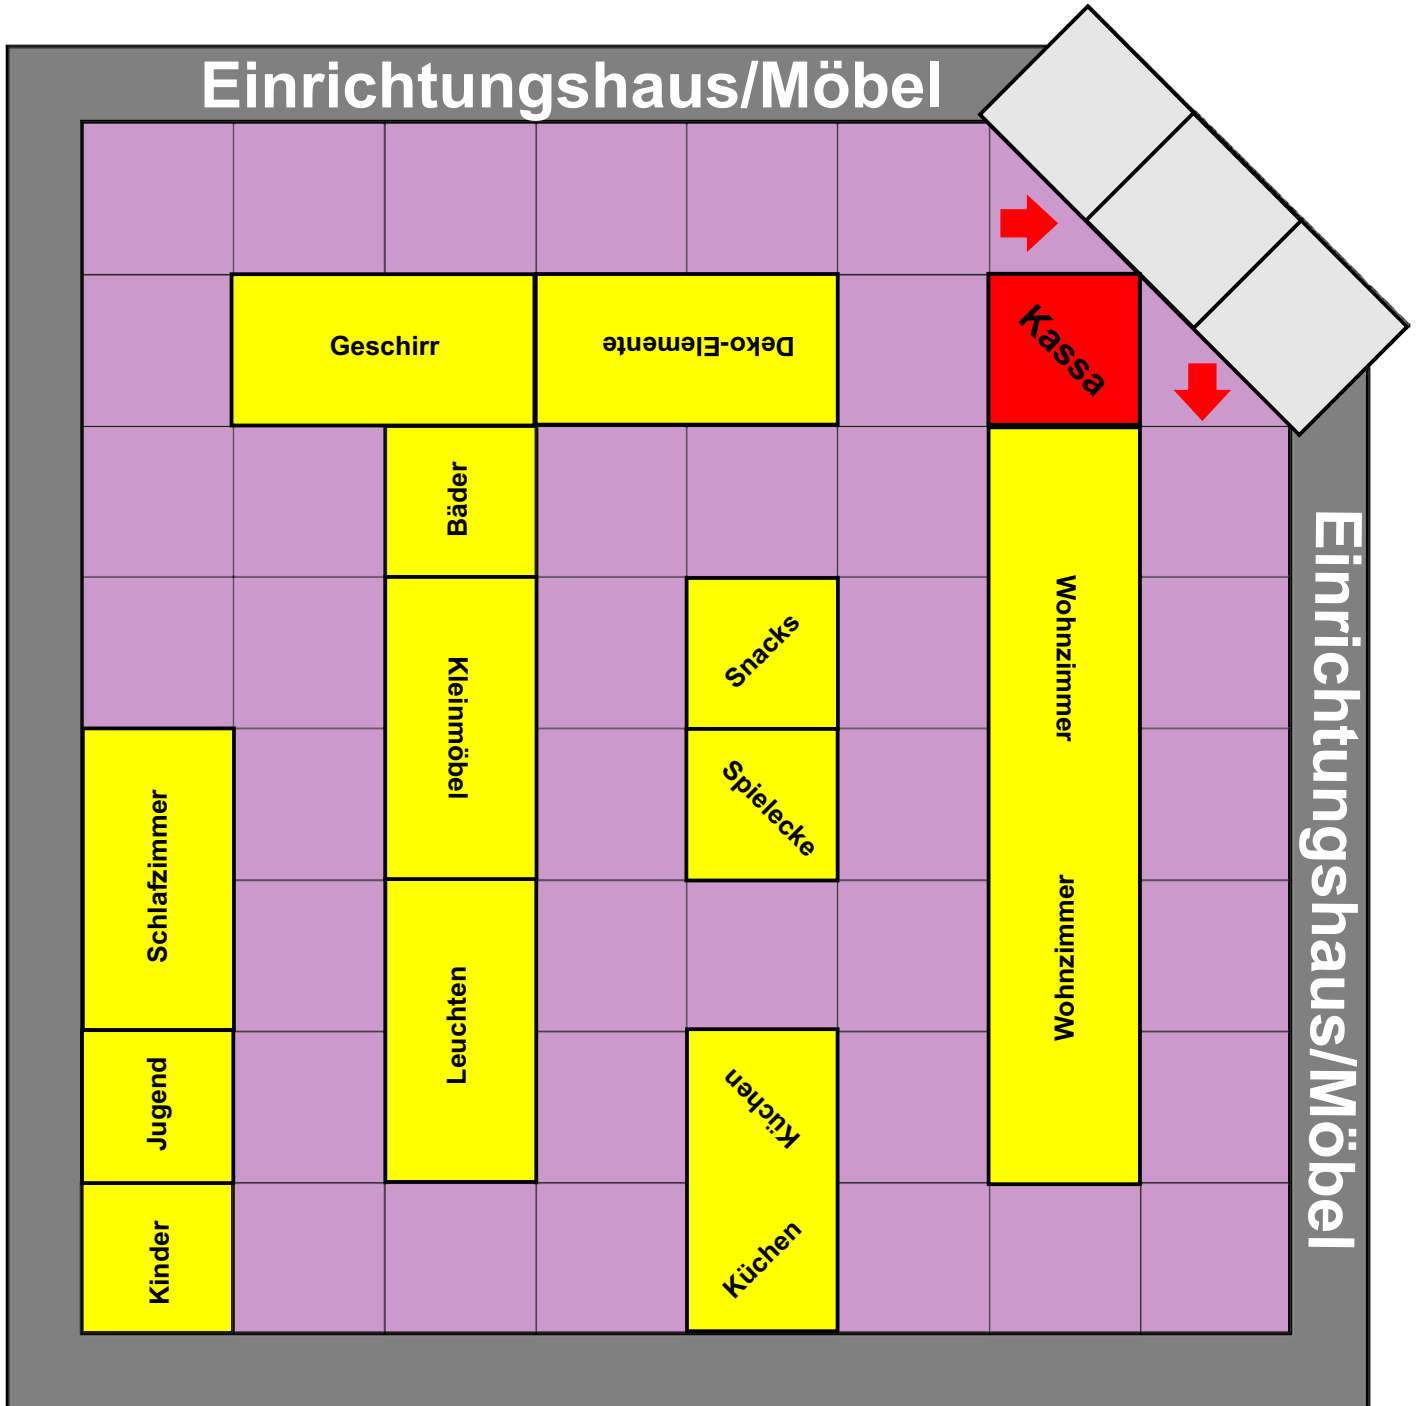 Einrichtungshaus/Möbel
Geschirr
Deko-Elemente
Kassa
Bäder
Kleinmöbel
Snacks
Wohnzimmer
Spielecke
Schlafzimmer
Leuchten
Wohnzimmer
Jugend
Küchen
Kinder
Küchen
Einrichtungshaus/Möbel